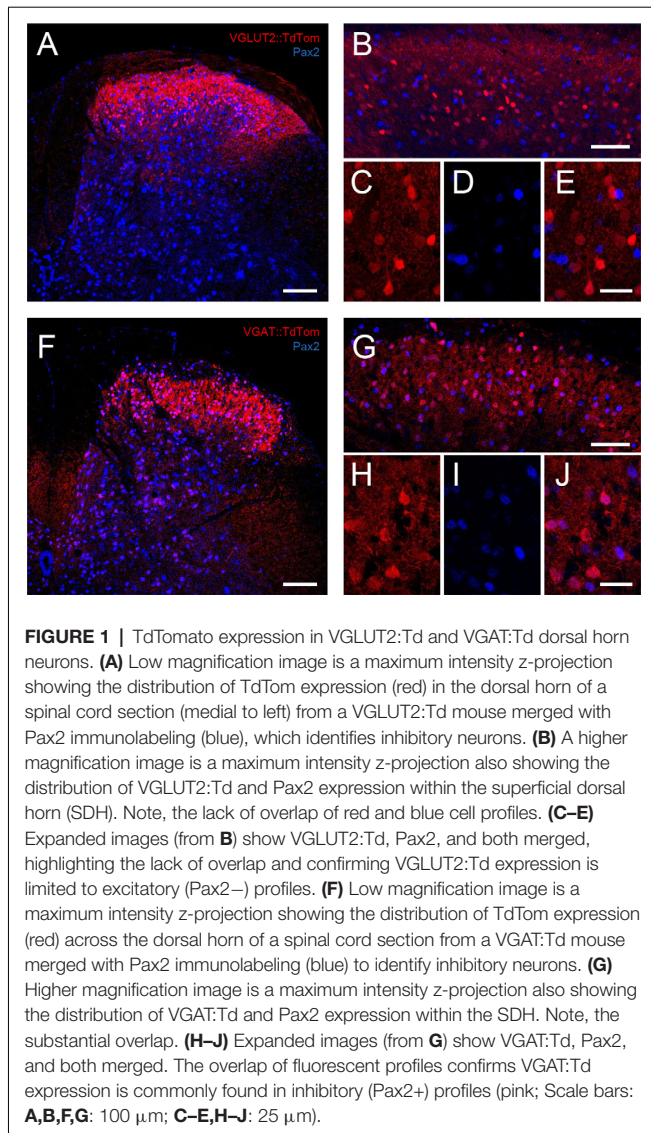 A
VGLUT2::TdTom
Pax2
B
C
D
E
F
VGAT::TdTom
Pax2
G
H
I
J
FIGURE 1 | TdTomato expression in VGLUT2:Td and VGAT:Td dorsal horn
neurons. (A) Low magnification image is a maximum intensity z-projection
showing the distribution of TdTom expression (red) in the dorsal horn of a
spinal cord section (medial to left) from a VGLUT2:Td mouse merged with
Pax2 immunolabeling (blue), which identifies inhibitory neurons. (B) A higher
magnification image is a maximum intensity z-projection also showing the
distribution of VGLUT2:Td and Pax2 expression within the superficial dorsal
horn (SDH). Note, the lack of overlap of red and blue cell profiles. (C–E)
Expanded images (from B) show VGLUT2:Td, Pax2, and both merged,
highlighting the lack of overlap and confirming VGLUT2:Td expression is
limited to excitatory (Pax2−) profiles. (F) Low magnification image is a
maximum intensity z-projection showing the distribution of TdTom expression
(red) across the dorsal horn of a spinal cord section from a VGAT:Td mouse
merged with Pax2 immunolabeling (blue) to identify inhibitory neurons. (G)
Higher magnification image is a maximum intensity z-projection also showing
the distribution of VGAT:Td and Pax2 expression within the SDH. Note, the
substantial overlap. (H–J) Expanded images (from G) show VGAT:Td, Pax2,
and both merged. The overlap of fluorescent profiles confirms VGAT:Td
expression is commonly found in inhibitory (Pax2+) profiles (pink; Scale bars:
A,B,F,G: 100 μm; C–E,H–J: 25 μm).